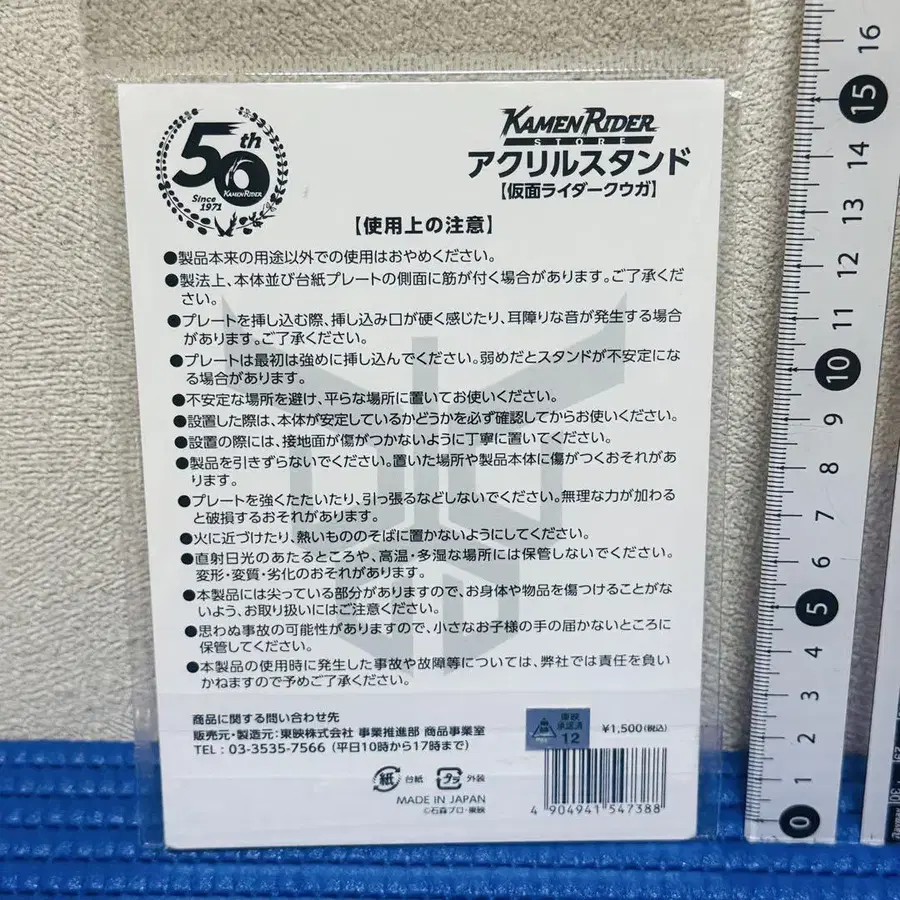 50th
KAMEN RIDER
Since
1971
KAMEN RIDER
STORE
アクリルスタンド
【仮面ライダークウガ】
【使用上の注意】
●製品本来の用途以外での使用はおやめください。
●製法上、本体並び台紙プレートの側面に筋が付く場合があります。ご了承くだ
さい。
●プレートを挿し込む際、挿し込み口が硬く感じたり、耳障りな音が発生する場合
があります。ご了承ください。
●プレートは最初は強めに挿し込んでください。弱めだとスタンドが不安定にな
る場合があります。
●不安定な場所を避け、平らな場所に置いてお使いください。
●設置した際は、本体が安定しているかどうかを必ず確認してからお使いください。
●設置の際には、接地面が傷がつかないように丁寧に置いてください。
●製品を引きずらないでください。置いた場所や製品本体に傷がつくおそれがあ
ります。
●プレートを強くたたいたり、引っ張るなどしないでください。無理な力が加わる
と破損するおそれがあります。
●火に近づけたり、熱いもののそばに置かないようにしてください。
●直射日光のあたるところや、高温・多湿な場所には保管しないでください。
変形・変質・劣化のおそれがあります。
●本製品には尖っている部分がありますので、お身体や物品を傷つけることがな
いよう、お取り扱いにはご注意ください。
●思わぬ事故の可能性がありますので、小さなお子様の手の届かないところに
保管してください。
●本製品の使用時に発生した事故や故障等については、弊社では責任を負い
かねますので予めご了承ください。
商品に関する問い合わせ先
販売元・製造元:東映株式会社 事業推進部 商品事業室
TEL:03-3535-7566(平日10時から17時まで)
東映
承認済
12
¥1,500(税込)
紙 台紙 プラ 外装
MADE IN JAPAN
©石森プロ・東映
4 904941 547388
16
15
14
13
12
11
10
9
8
7
6
5
4
3
2
1
0